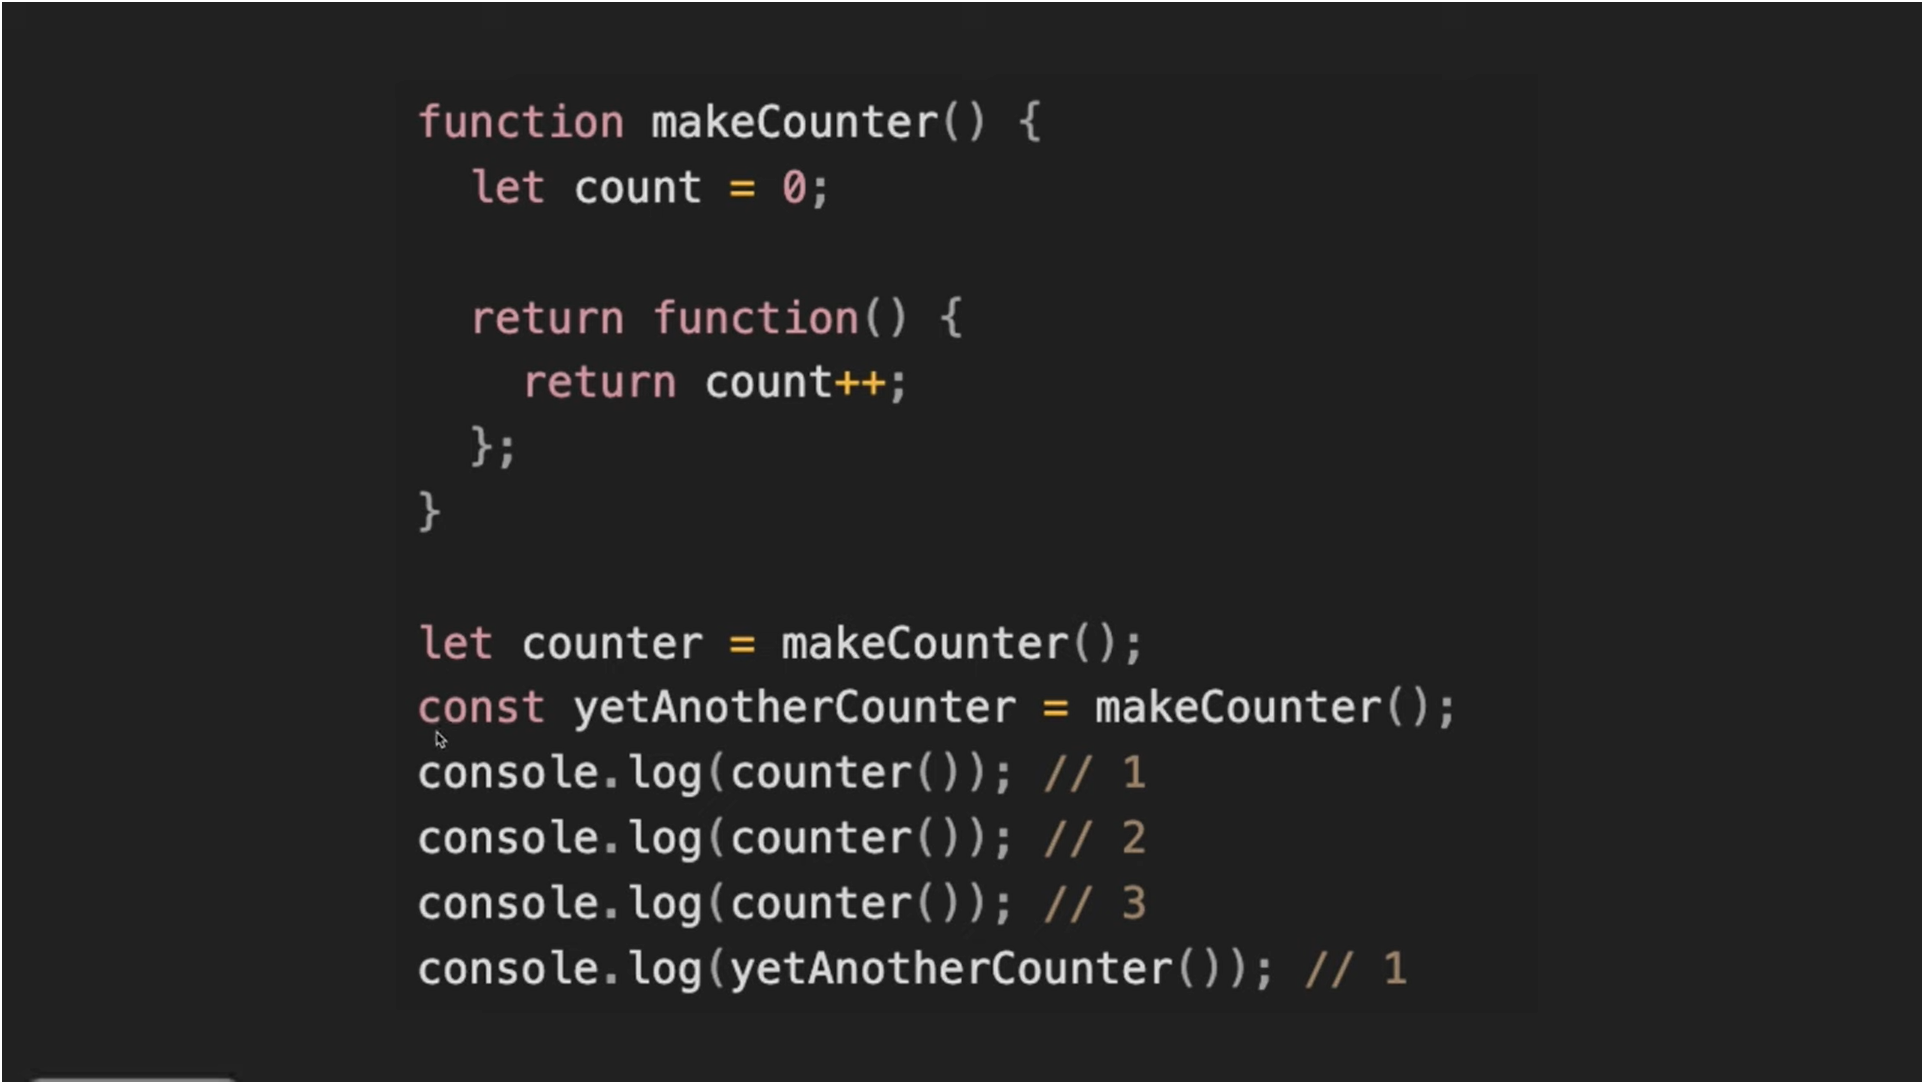 function makeCounter() {
  let count = 0;

  return function() {
    return count++;
  };
}

let counter = makeCounter();
const yetAnotherCounter = makeCounter();
console.log(counter()); // 1
console.log(counter()); // 2
console.log(counter()); // 3
console.log(yetAnotherCounter()); // 1